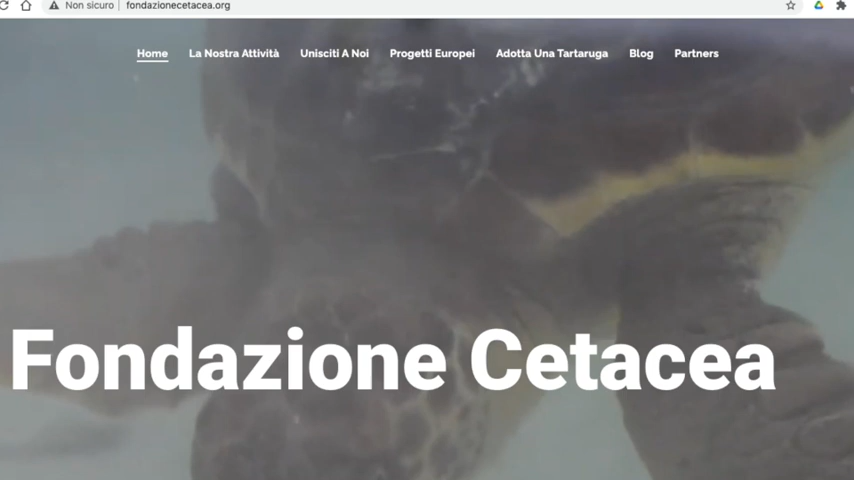 Non sicuro | fondazionecetacea.org
Home La Nostra Attività Unisciti A Noi Progetti Europei Adotta Una Tartaruga Blog Partners
Fondazione Cetacea